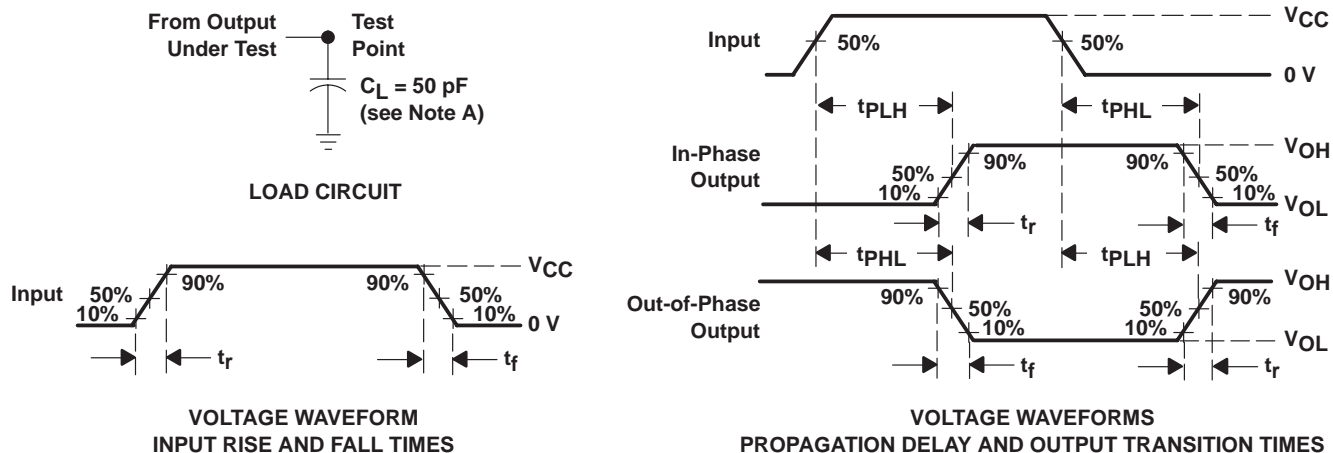 From Output
Under Test
Test
Point
CL = 50 pF
(see Note A)
LOAD CIRCUIT
Input
50%
10%
90%
90%
50%
10%
VCC
0 V
tr
tf
VOLTAGE WAVEFORM
INPUT RISE AND FALL TIMES
Input
50%
50%
VCC
0 V
tPLH
tPHL
In-Phase
Output
50%
10%
90%
90%
50%
10%
VOH
VOL
tr
tf
tPHL
tPLH
Out-of-Phase
Output
90%
50%
10%
50%
10%
90%
VOH
VOL
tf
tr
VOLTAGE WAVEFORMS
PROPAGATION DELAY AND OUTPUT TRANSITION TIMES